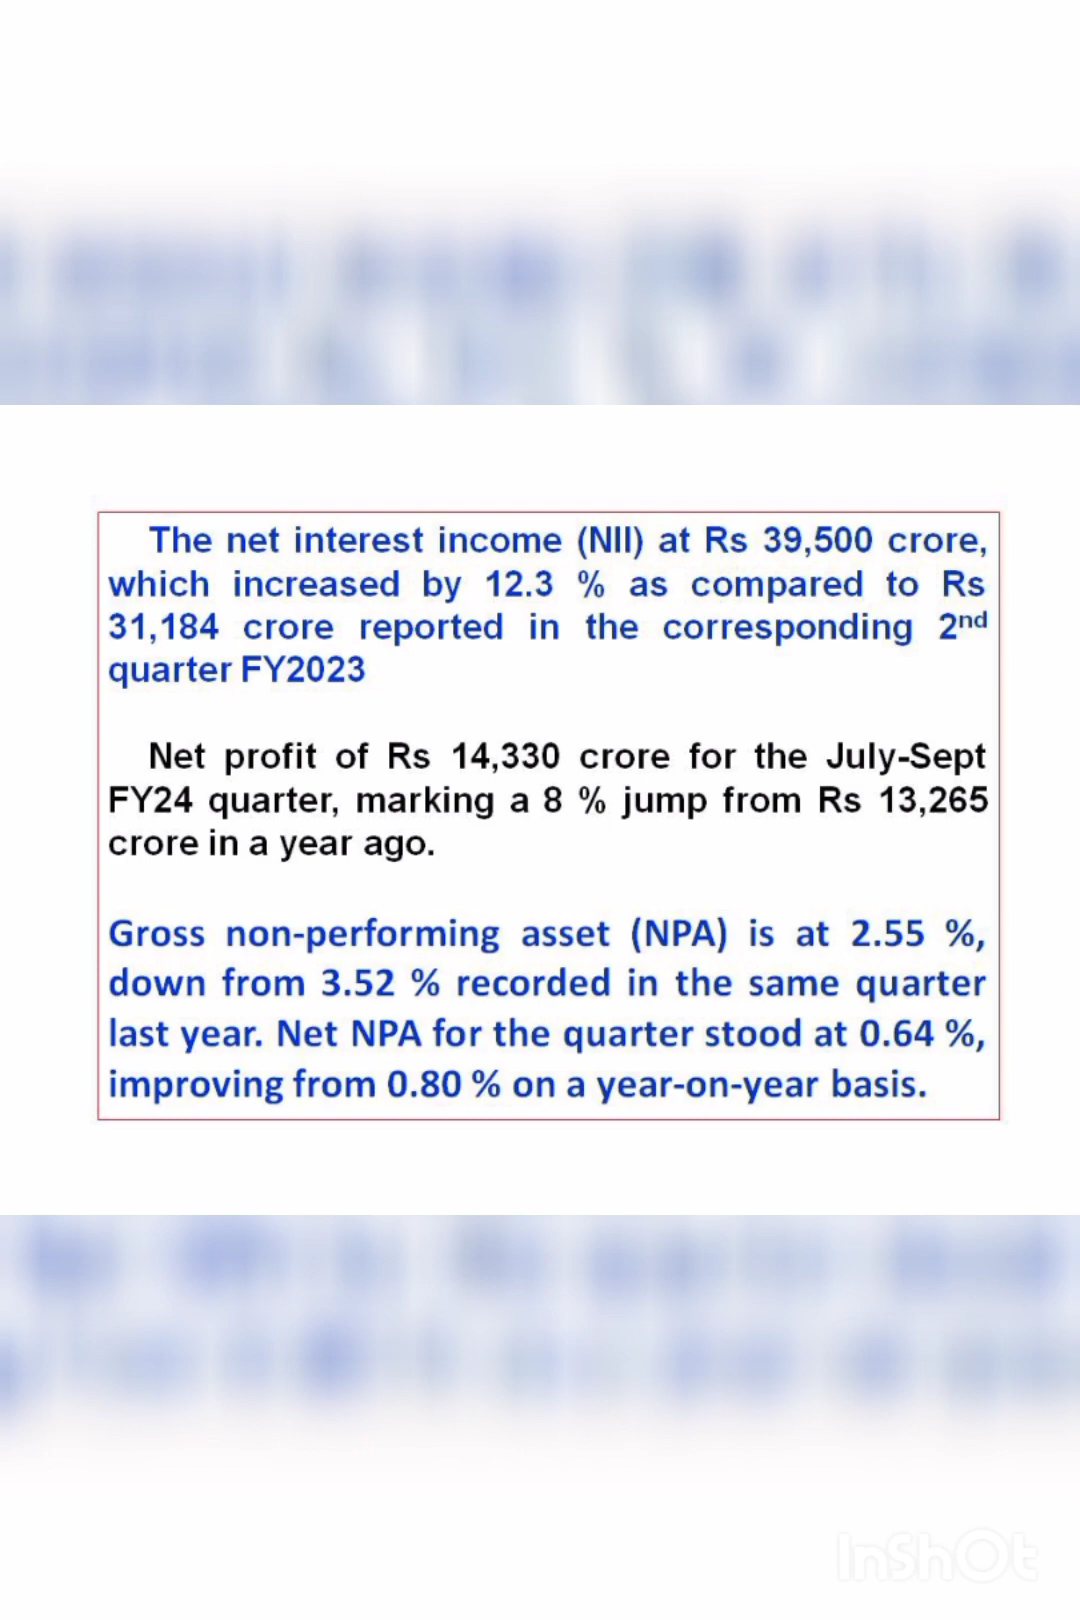 The net interest income (NII) at Rs 39,500 crore,
which increased by 12.3 % as compared to Rs
31,184 crore reported in the corresponding 2nd
quarter FY2023
Net profit of Rs 14,330 crore for the July-Sept
FY24 quarter, marking a 8 % jump from Rs 13,265
crore in a year ago.
Gross non-performing asset (NPA) is at 2.55 %,
down from 3.52 % recorded in the same quarter
last year. Net NPA for the quarter stood at 0.64 %,
improving from 0.80 % on a year-on-year basis.
InShOt